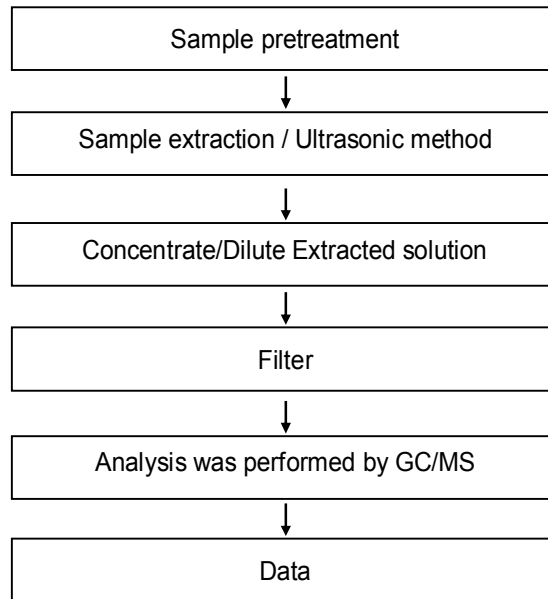 Sample pretreatment
Sample extraction / Ultrasonic method
Concentrate/Dilute Extracted solution
Filter
Analysis was performed by GC/MS
Data